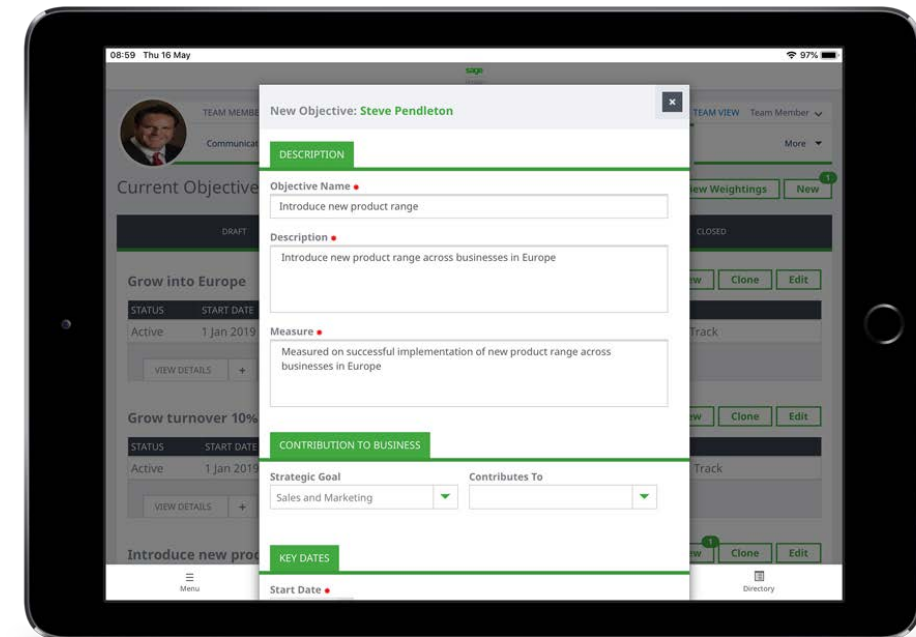 08:59 Thu 16 May
97%
sage
TEAM MEMBE
TEAM VIEW Team Member
Communicat
More
New Objective: Steve Pendleton
×
DESCRIPTION
Current Objective
ew Weightings
New
1
Objective Name
Introduce new product range
DRAFT
CLOSED
Description
Introduce new product range across businesses in Europe
Grow into Europe
ew
Clone
Edit
STATUS START DATE
Active 1 Jan 2019
Track
Measure
Measured on successful implementation of new product range across
businesses in Europe
VIEW DETAILS +
Grow turnover 10%
ew
Clone
Edit
CONTRIBUTION TO BUSINESS
STATUS START DATE
Active 1 Jan 2019
Track
Strategic Goal
Contributes To
Sales and Marketing
VIEW DETAILS +
KEY DATES
Introduce new prod
1
ew
Clone
Edit
Start Date
Menu
Directory